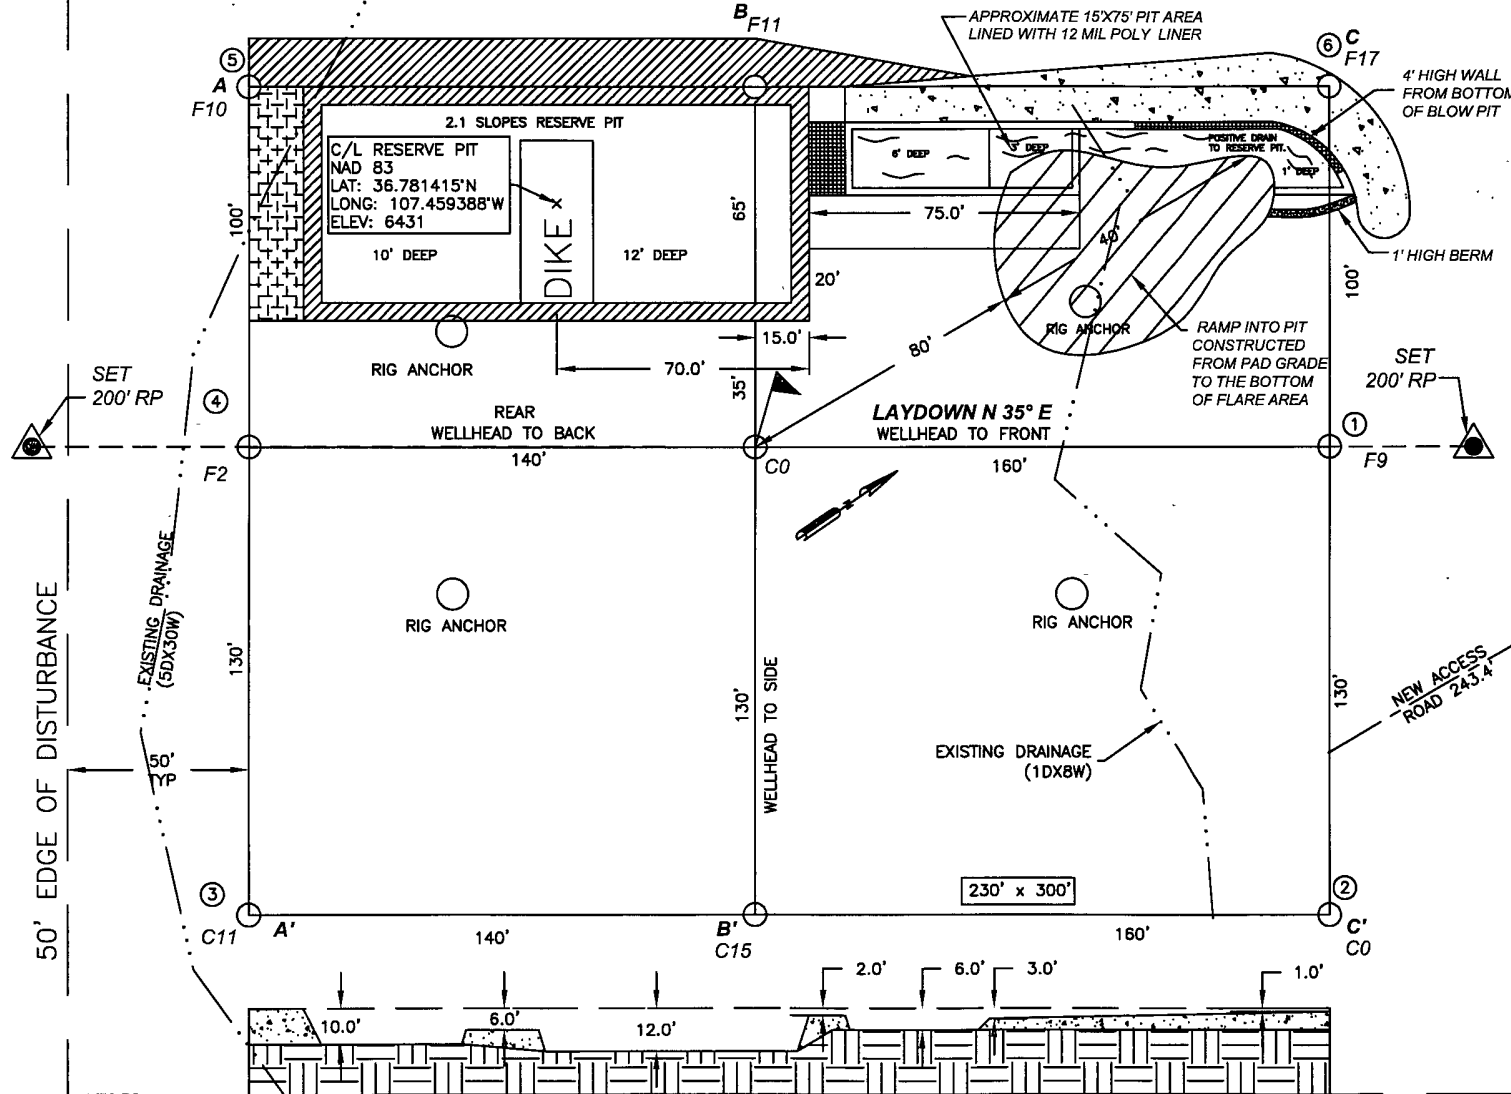 B
F11
APPROXIMATE 15'X75' PIT AREA
LINED WITH 12 MIL POLY LINER
6 C
F17
4' HIGH WALL
FROM BOTTOM
OF BLOW PIT
5
A
F10
2.1 SLOPES RESERVE PIT
C/L RESERVE PIT
NAD 83
LAT: 36.781415°N
LONG: 107.459388°W
ELEV: 6431
DIKE x
10' DEEP
12' DEEP
100'
65'
6' DEEP
3' DEEP
POSITIVE DRAIN
TO RESERVE PIT.
1' DEEP
75.0'
40'
1' HIGH BERM
100'
20'
RIG ANCHOR
RIG ANCHOR
15.0'
70.0'
35'
80'
RAMP INTO PIT
CONSTRUCTED
FROM PAD GRADE
TO THE BOTTOM
OF FLARE AREA
SET
200' RP
SET
200' RP
4
REAR
WELLHEAD TO BACK
LAYDOWN N 35° E
WELLHEAD TO FRONT
1
F2
140'
C0
160'
F9
EXISTING DRAINAGE
(5DX30W)
RIG ANCHOR
RIG ANCHOR
50' EDGE OF DISTURBANCE
130'
130'
WELLHEAD TO SIDE
130'
NEW ACCESS
ROAD 243.4'
50'
TYP
EXISTING DRAINAGE
(1DX8W)
230' x 300'
3
2
C11
A'
140'
B'
C15
160'
C'
C0
2.0'
6.0'
3.0'
1.0'
10.0'
6.0'
12.0'